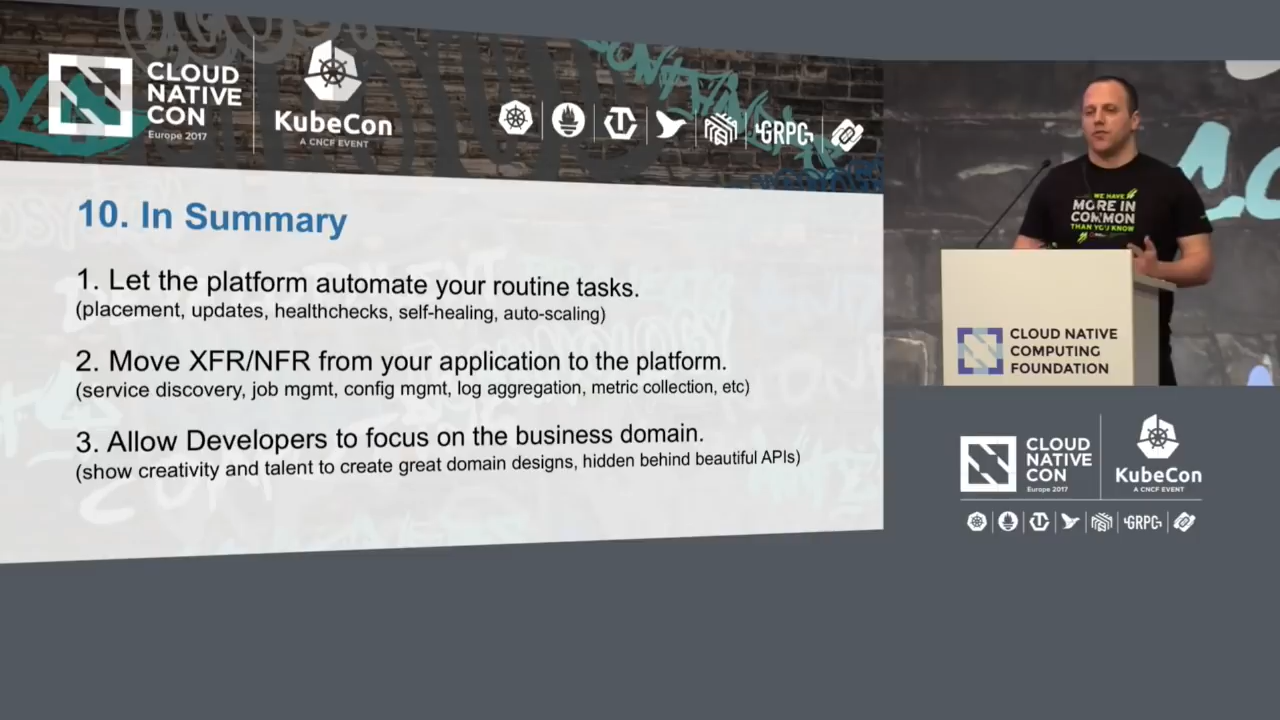 CLOUD
NATIVE
CON
Europe 2017
KubeCon
A CNCF EVENT
GRPC
10. In Summary
1. Let the platform automate your routine tasks.
(placement, updates, healthchecks, self-healing, auto-scaling)
2. Move XFR/NFR from your application to the platform.
(service discovery, job mgmt, config mgmt, log aggregation, metric collection, etc)
3. Allow Developers to focus on the business domain.
(show creativity and talent to create great domain designs, hidden behind beautiful APIs)
WE HAVE
MORE IN
COMMON
THAN YOU KNOW
CLOUD NATIVE
COMPUTING
FOUNDATION
CLOUD
NATIVE
CON
Europe 2017
KubeCon
A CNCF EVENT
GRPC